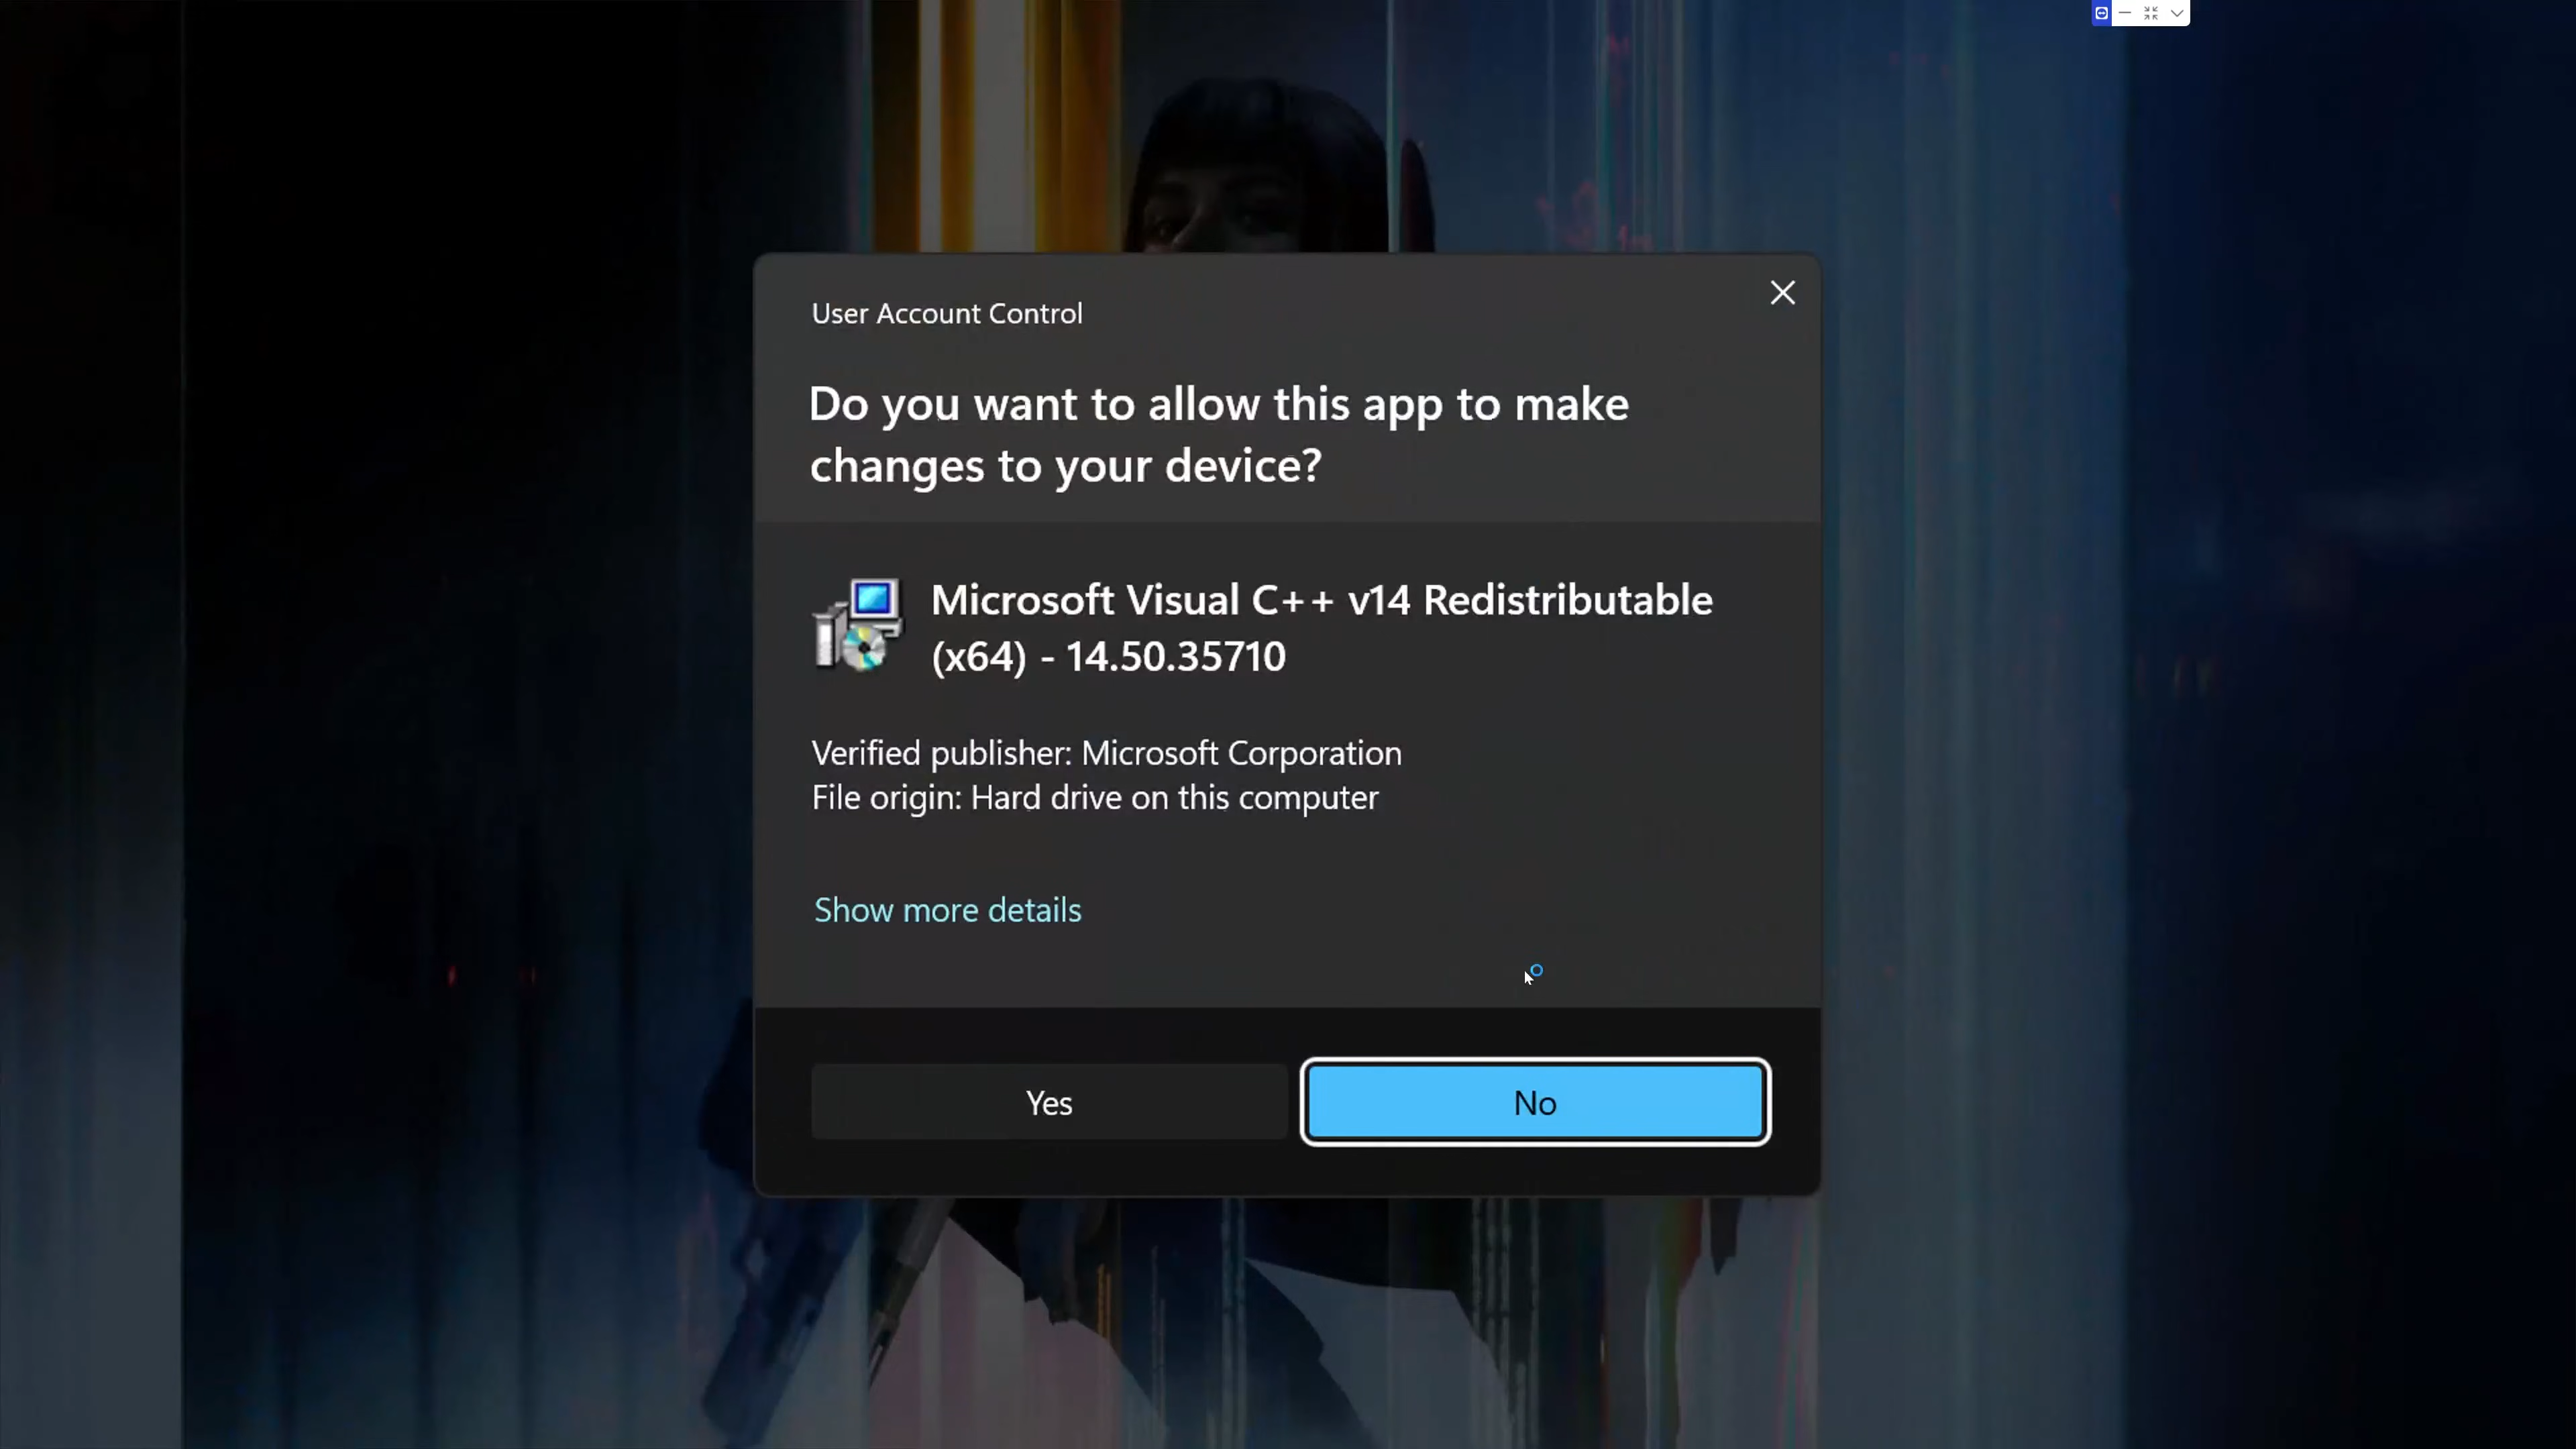 User Account Control
Do you want to allow this app to make
changes to your device?
Microsoft Visual C++ v14 Redistributable
(x64) - 14.50.35710
Verified publisher: Microsoft Corporation
File origin: Hard drive on this computer
Show more details
Yes
No